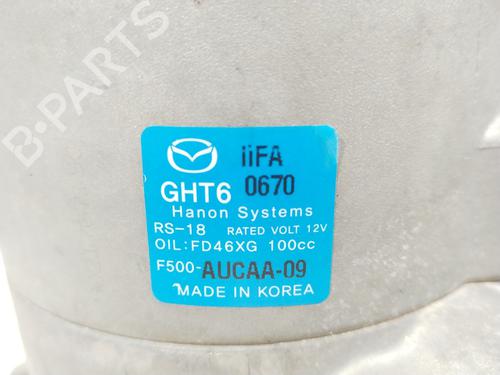 B-PARTS
iiFA
GHT6 0670
Hanon Systems
RS-18 RATED VOLT 12V
OIL:FD46XG 100cc
F500-AUCAA-09
MADE IN KOREA